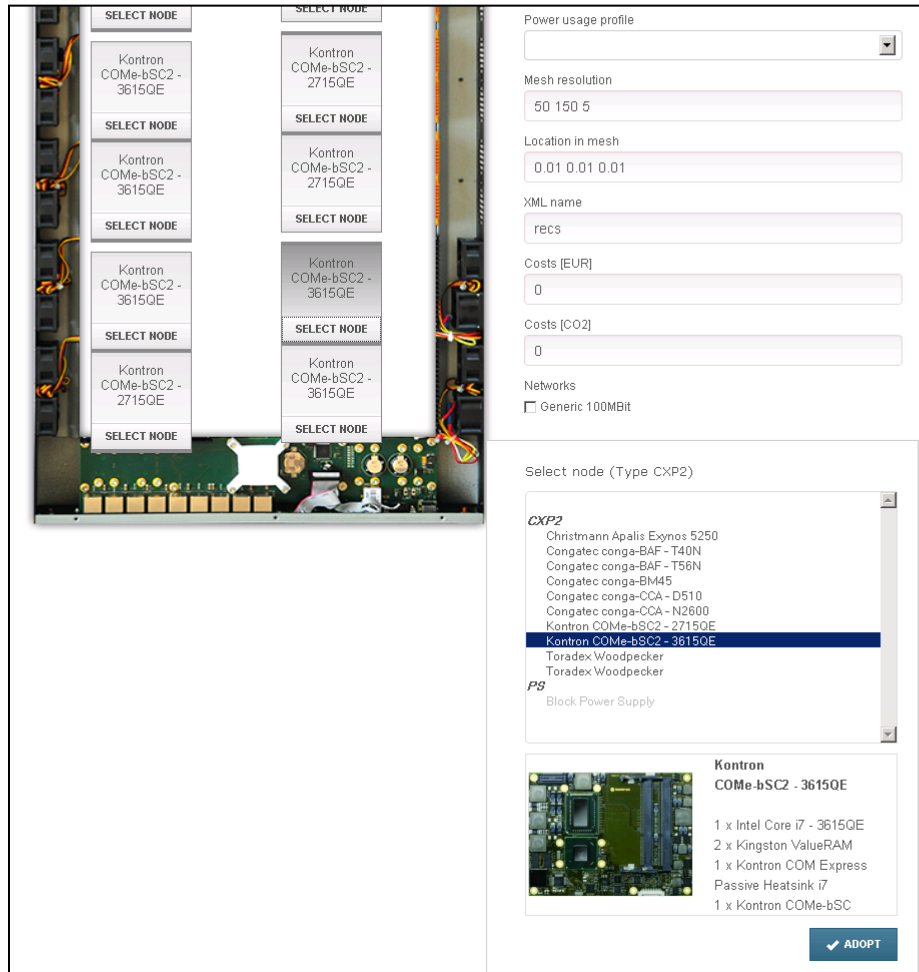 SELECT NODE
Kontron
COMe-bSC2 -
3615QE
SELECT NODE
Kontron
COMe-bSC2 -
3615QE
SELECT NODE
Kontron
COMe-bSC2 -
3615QE
SELECT NODE
Kontron
COMe-bSC2 -
2715QE
SELECT NODE
SELECT NODE
Kontron
COMe-bSC2 -
2715QE
SELECT NODE
Kontron
COMe-bSC2 -
2715QE
SELECT NODE
Kontron
COMe-bSC2 -
3615QE
SELECT NODE
Kontron
COMe-bSC2 -
3615QE
SELECT NODE
Power usage profile
Mesh resolution
50 150 5
Location in mesh
0.01 0.01 0.01
XML name
recs
Costs [EUR]
0
Costs [CO2]
0
Networks
Generic 100MBit
Select node (Type CXP2)
CXP2
Christmann Apalis Exynos 5250
Congatec conga-BAF - T40N
Congatec conga-BAF - T56N
Congatec conga-BM45
Congatec conga-CCA - D510
Congatec conga-CCA - N2600
Kontron COMe-bSC2 - 2715QE
Kontron COMe-bSC2 - 3615QE
Toradex Woodpecker
Toradex Woodpecker
PS
Block Power Supply
Kontron
COMe-bSC2 - 3615QE
1 x Intel Core i7 - 3615QE
2 x Kingston ValueRAM
1 x Kontron COM Express
Passive Heatsink i7
1 x Kontron COMe-bSC
ADOPT